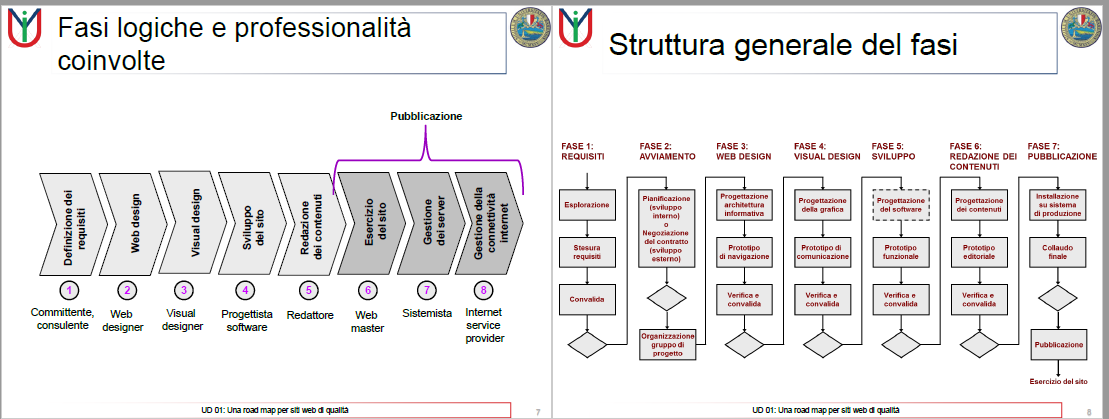 Fasi logiche e professionalità
coinvolte
Pubblicazione
Definizione dei
requisiti
Web design
Visual design
Sviluppo
del sito
Redazione
dei contenuti
Esercizio
del sito
Gestione
dei server
Gestione della
connettività
internet
1
2
3
4
5
6
7
8
Committente,
consulente
Web
designer
Visual
designer
Progettista
software
Redattore
Web
master
Sistemista
Internet
service
provider
UD 01: Una road map per siti web di qualità
7
Struttura generale del fasi
FASE 1:
REQUISITI
Esplorazione
Stesura
requisiti
Convalida
FASE 2:
AVVIAMENTO
Pianificazione
(sviluppo
interno)
o
Negoziazione
del contratto
(sviluppo
esterno)
Organizzazione
gruppo di
progetto
FASE 3:
WEB DESIGN
Progettazione
architettura
informativa
Prototipo
di navigazione
Verifica e
convalida
FASE 4:
VISUAL DESIGN
Progettazione
della grafica
Prototipo di
comunicazione
Verifica e
convalida
FASE 5:
SVILUPPO
Progettazione
del software
Prototipo
funzionale
Verifica e
convalida
FASE 6:
REDAZIONE DEI
CONTENUTI
Progettazione
dei contenuti
Prototipo
editoriale
Verifica e
convalida
FASE 7:
PUBBLICAZIONE
Installazione
su sistema
di produzione
Collaudo
finale
Pubblicazione
Esercizio del sito
UD 01: Una road map per siti web di qualità
8